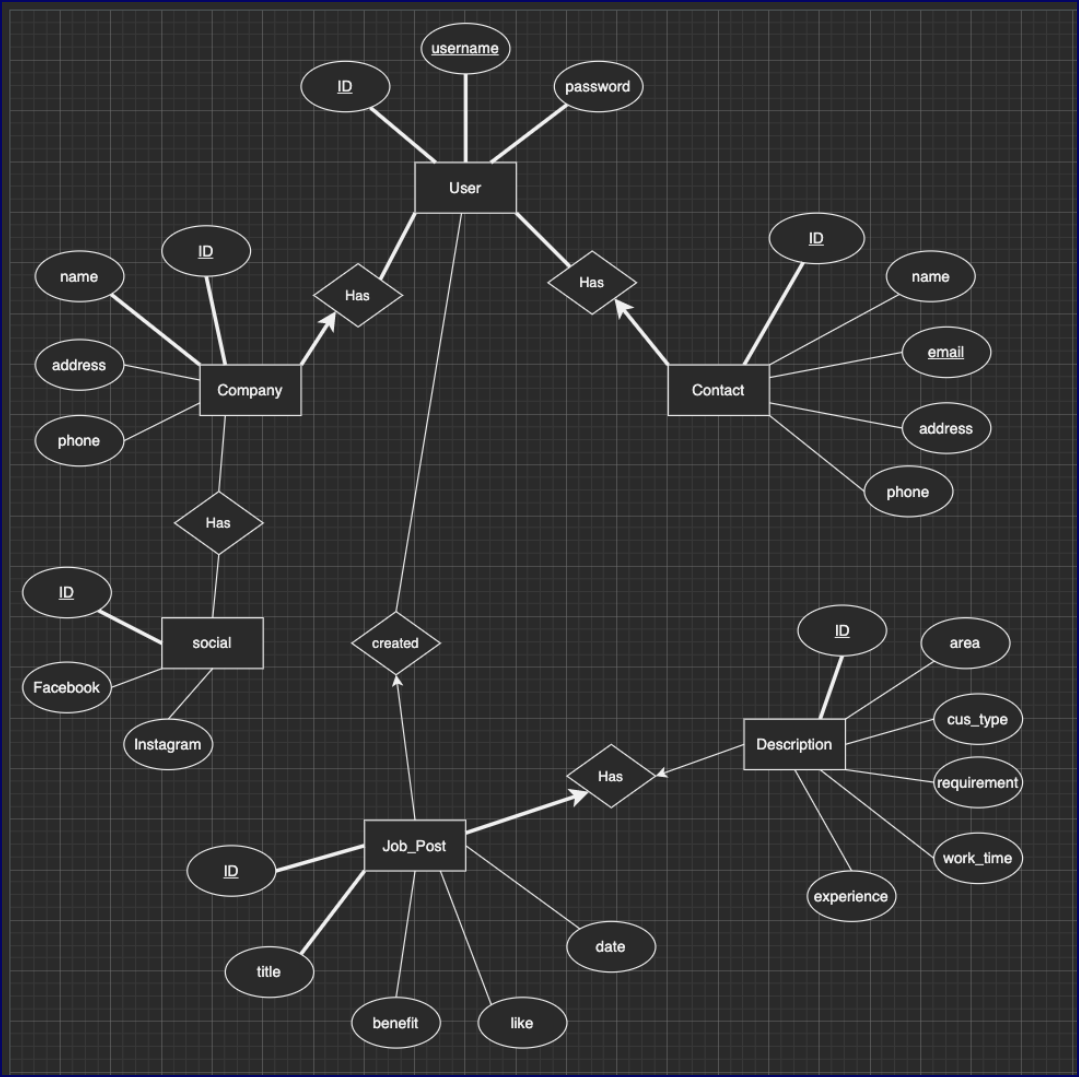 username
ID
password
User
ID
ID
name
name
Has
Has
email
address
Company
Contact
address
phone
phone
Has
ID
ID
social
created
area
Facebook
cus_type
Instagram
Description
Has
requirement
Job_Post
work_time
ID
experience
date
title
benefit
like